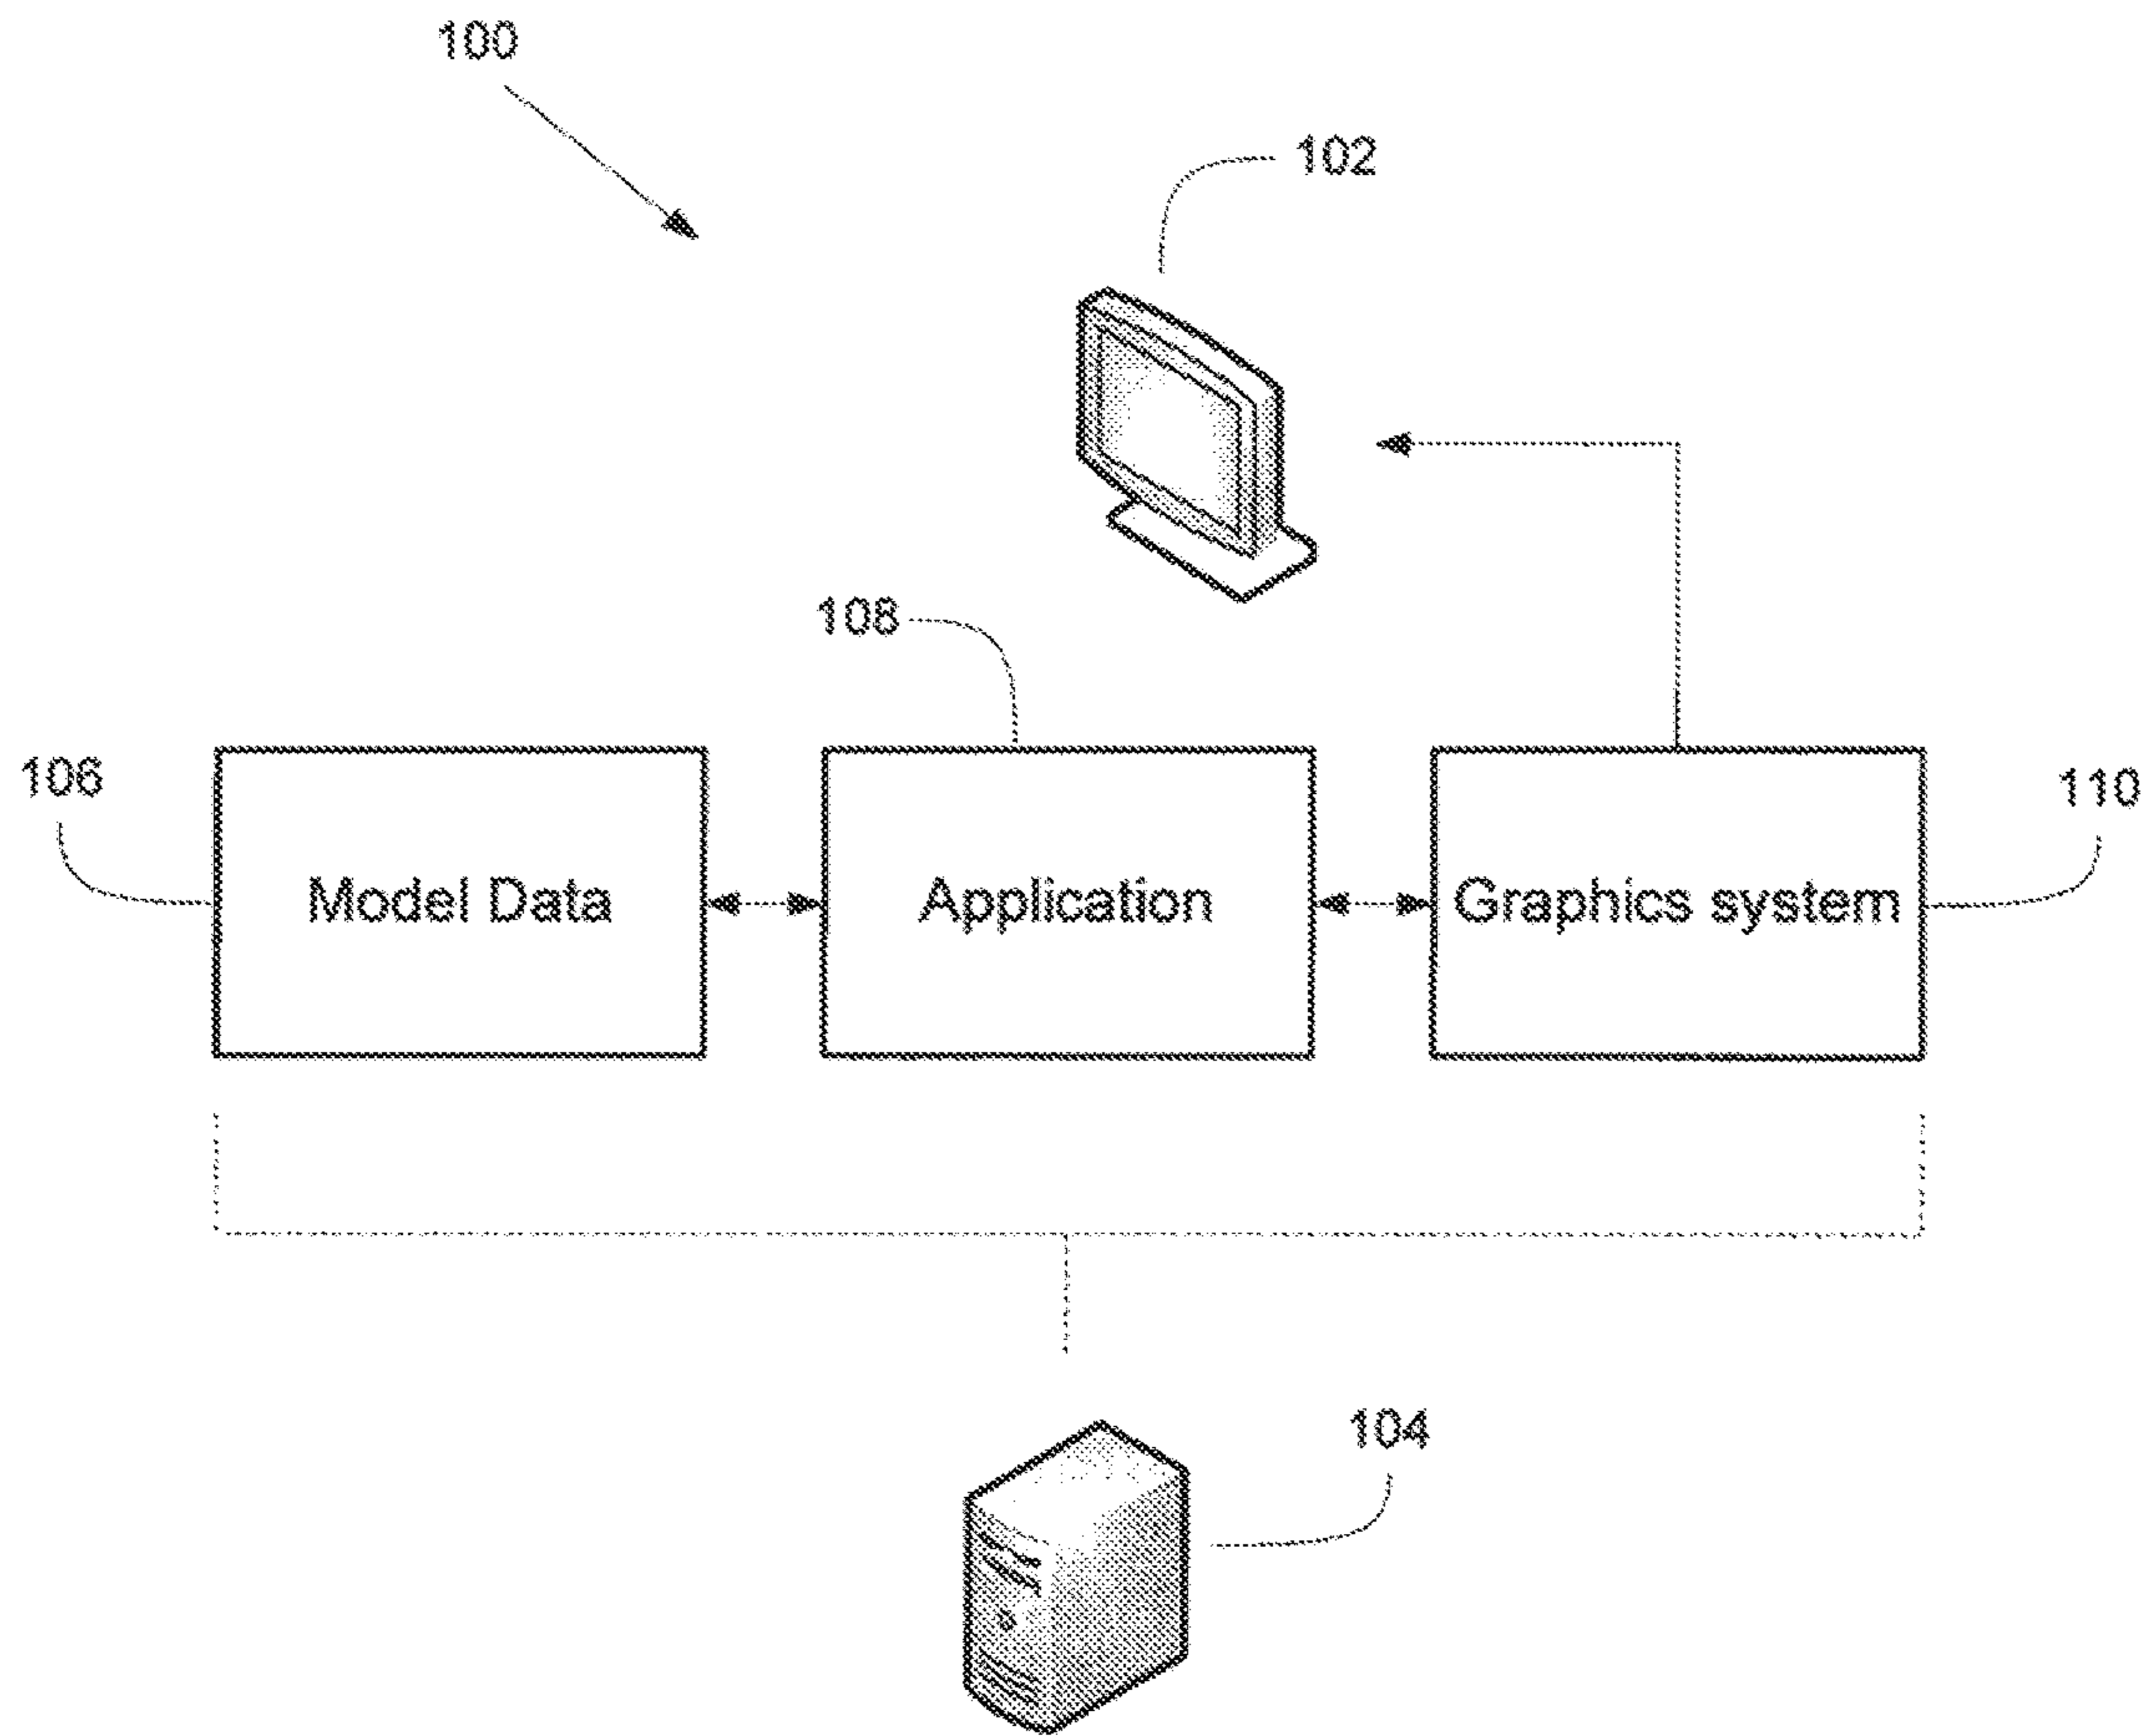 100
102
108
106
110
Model Data
Application
Graphics system
104